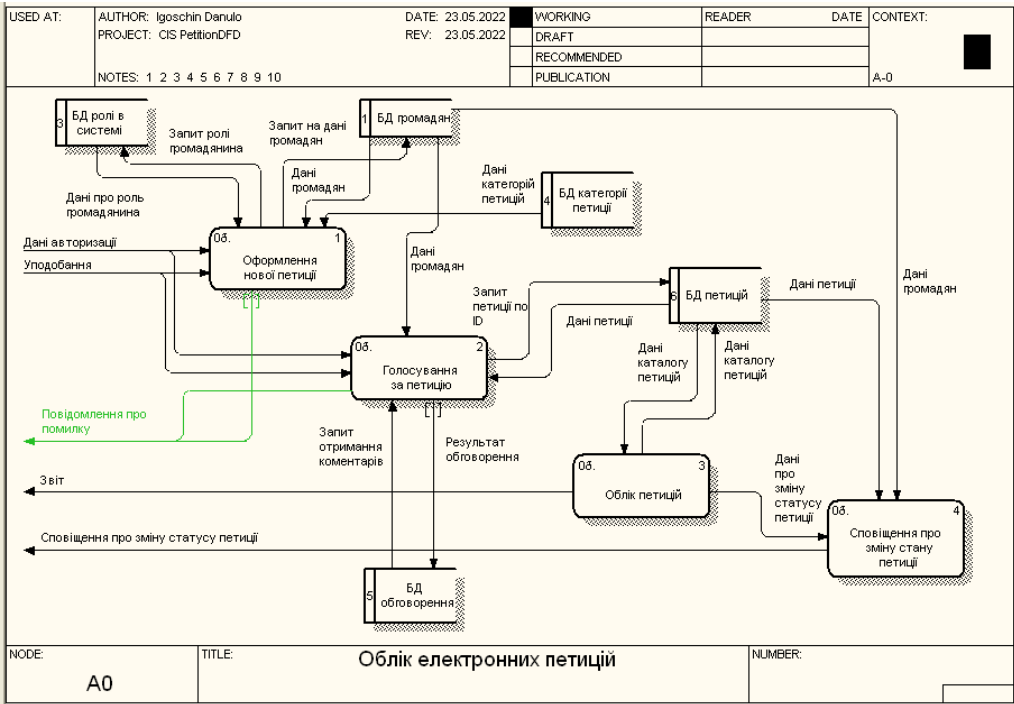 USED AT:
AUTHOR: Igoschin Danulo
DATE: 23.05.2022
WORKING
READER
DATE
CONTEXT:
PROJECT: CIS PetitionDFD
REV: 23.05.2022
DRAFT
RECOMMENDED
NOTES: 1 2 3 4 5 6 7 8 9 10
PUBLICATION
A-0
3
БД ролі в
системі
1
БД громадян
Запит ролі
громадянина
Запит на дані
громадян
Дані
громадян
Дані
категорій
петицій
4
БД категорії
петиції
Дані про роль
громадянина
Дані авторизації
Уподобання
0б.
1
Оформлення
нової петиції
Дані
громадян
Запит
петиції по
ID
6
БД петицій
Дані петиції
Дані
громадян
Дані петиції
0б.
2
Голосування
за петицію
Дані
каталогу
петицій
Дані
каталогу
петицій
Повідомлення про
помилку
Запит
отримання
коментарів
Результат
обговорення
Звіт
0б.
3
Облік петицій
Дані
про
зміну
статусу
петиції
0б.
4
Сповіщення про
зміну стану
петиції
Сповіщення про зміну статусу петиції
5
БД
обговорення
NODE:
TITLE:
Облік електронних петицій
NUMBER:
A0